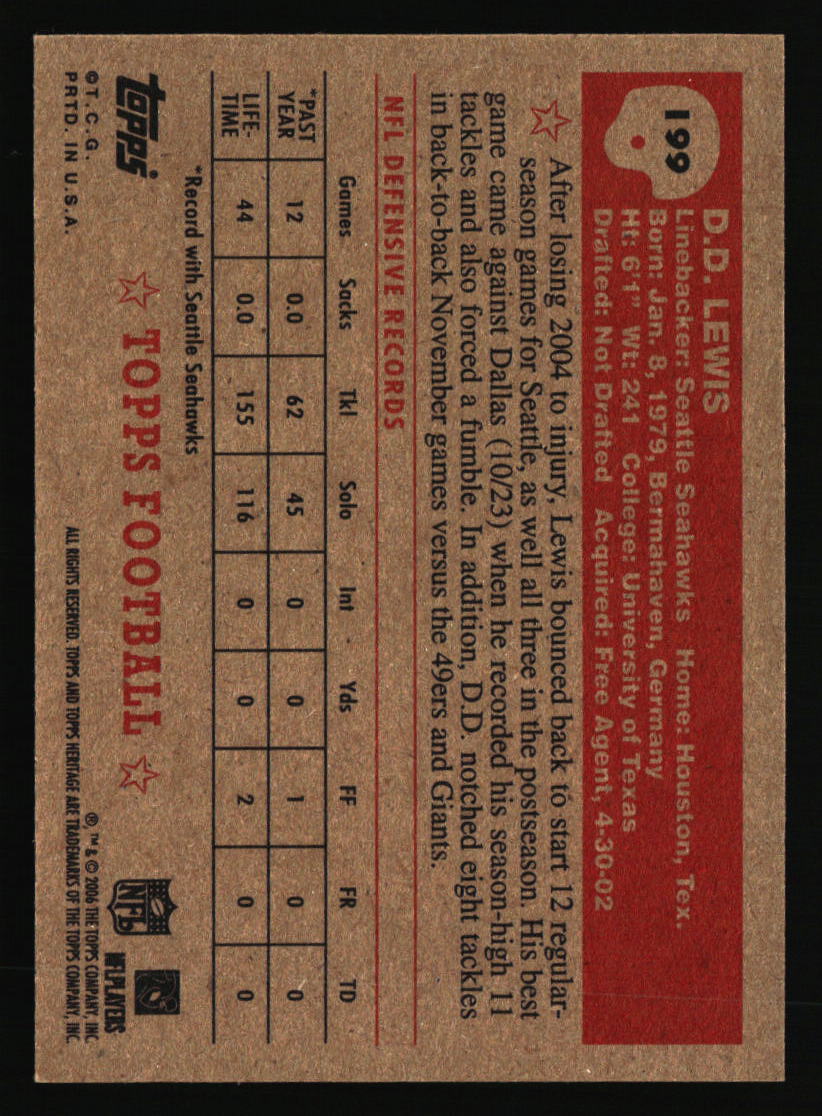 199
D.D. LEWIS
Linebacker: Seattle Seahawks Home: Houston, Tex.
Born: Jan. 8, 1979, Bermahaven, Germany
Ht: 6'1" Wt: 241 College: University of Texas
Drafted: Not Drafted Acquired: Free Agent, 4-30-02
After losing 2004 to injury, Lewis bounced back to start 12 regular-
season games for Seattle, as well all three in the postseason. His best
game came against Dallas (10/23) when he recorded his season-high 11
tackles and also forced a fumble. In addition, D.D. notched eight tackles
in back-to-back November games versus the 49ers and Giants.
NFL DEFENSIVE RECORDS
Games Sacks Tkl Solo Int Yds FF FR TD
*PAST YEAR 12 0.0 62 45 0 0 1 0 0
LIFE-TIME 44 0.0 155 116 0 0 2 0 0
*Record with Seattle Seahawks
topps
©T.C.G.
PRTD. IN U.S.A.
TOPPS FOOTBALL
NFL
NFLPLAYERS
®, ™ & © 2006 THE TOPPS COMPANY, INC.
ALL RIGHTS RESERVED. TOPPS AND TOPPS HERITAGE ARE TRADEMARKS OF THE TOPPS COMPANY, INC.